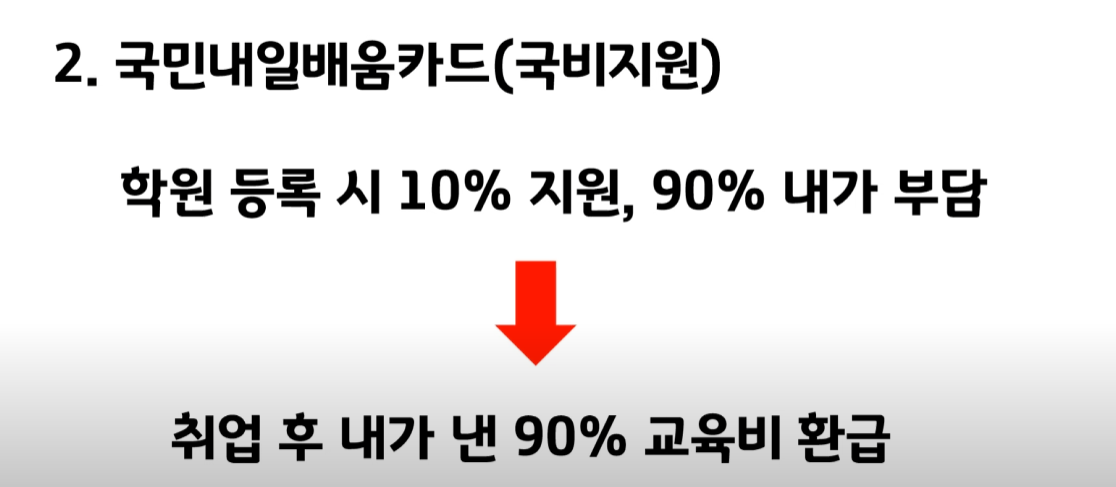 2. 국민내일배움카드(국비지원)
학원 등록 시 10% 지원, 90% 내가 부담
취업 후 내가 낸 90% 교육비 환급